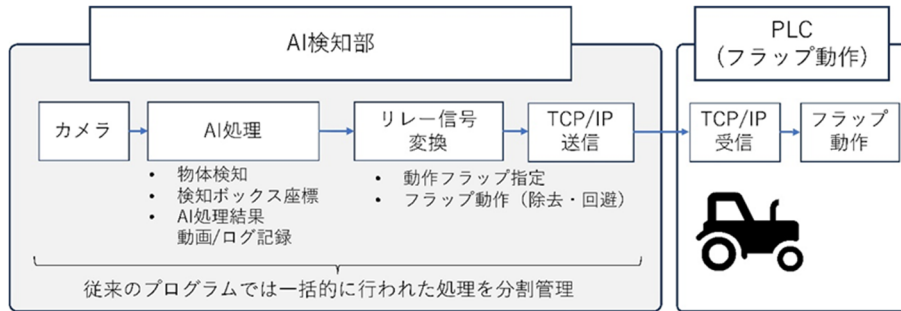 AI検知部
PLC
（フラップ動作）
カメラ
AI処理
リレー信号
変換
TCP/IP
送信
TCP/IP
受信
フラップ
動作
• 物体検知
• 検知ボックス座標
• AI処理結果
動画/ログ記録
• 動作フラップ指定
• フラップ動作（除去・回避）
従来のプログラムでは一括的に行われた処理を分割管理